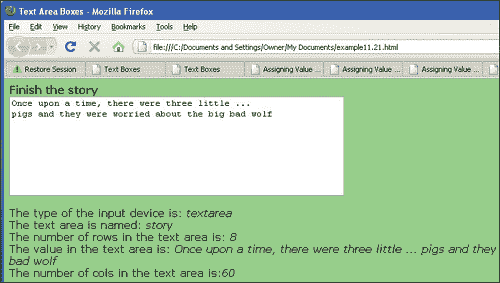 Text Area Boxes - Mozilla Firefox
File Edit View History Bookmarks Tools Help
file:///C:/Documents and Settings/Owner/My Documents/example11.21.html
Restore Session Text Boxes Text Boxes Assigning Value ... Assigning Value ... Assigning Value ...
Finish the story
Once upon a time, there were three little ...
pigs and they were worried about the big bad wolf
The type of the input device is: textarea
The text area is named: story
The number of rows in the text area is: 8
The value in the text area is: Once upon a time, there were three little ... pigs and they
bad wolf
The number of cols in the text area is:60